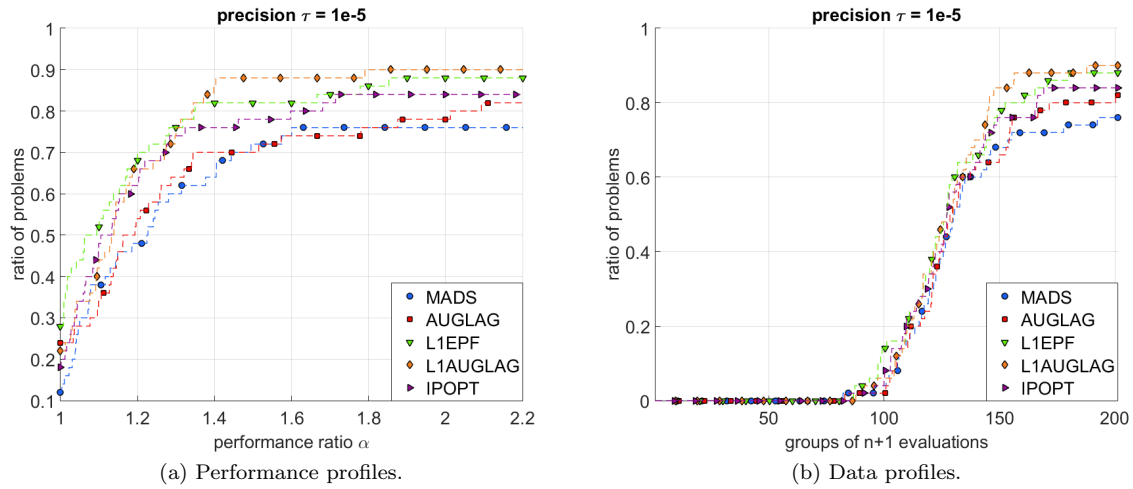 precision τ = 1e-5
ratio of problems
1
0.9
0.8
0.7
0.6
0.5
0.4
0.3
0.2
0.1
MADS
AUGLAG
L1EPF
L1AUGLAG
IPOPT
1 1.2 1.4 1.6 1.8 2 2.2
performance ratio α
(a) Performance profiles.
precision τ = 1e-5
ratio of problems
1
0.8
0.6
0.4
0.2
0
MADS
AUGLAG
L1EPF
L1AUGLAG
IPOPT
50 100 150 200
groups of n+1 evaluations
(b) Data profiles.